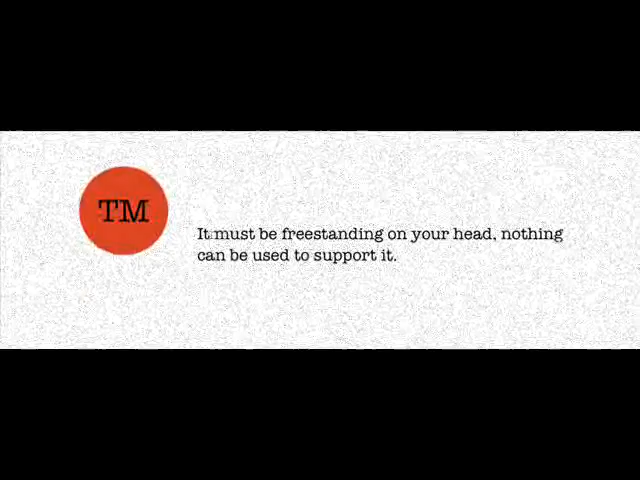 TM
It must be freestanding on your head, nothing
can be used to support it.